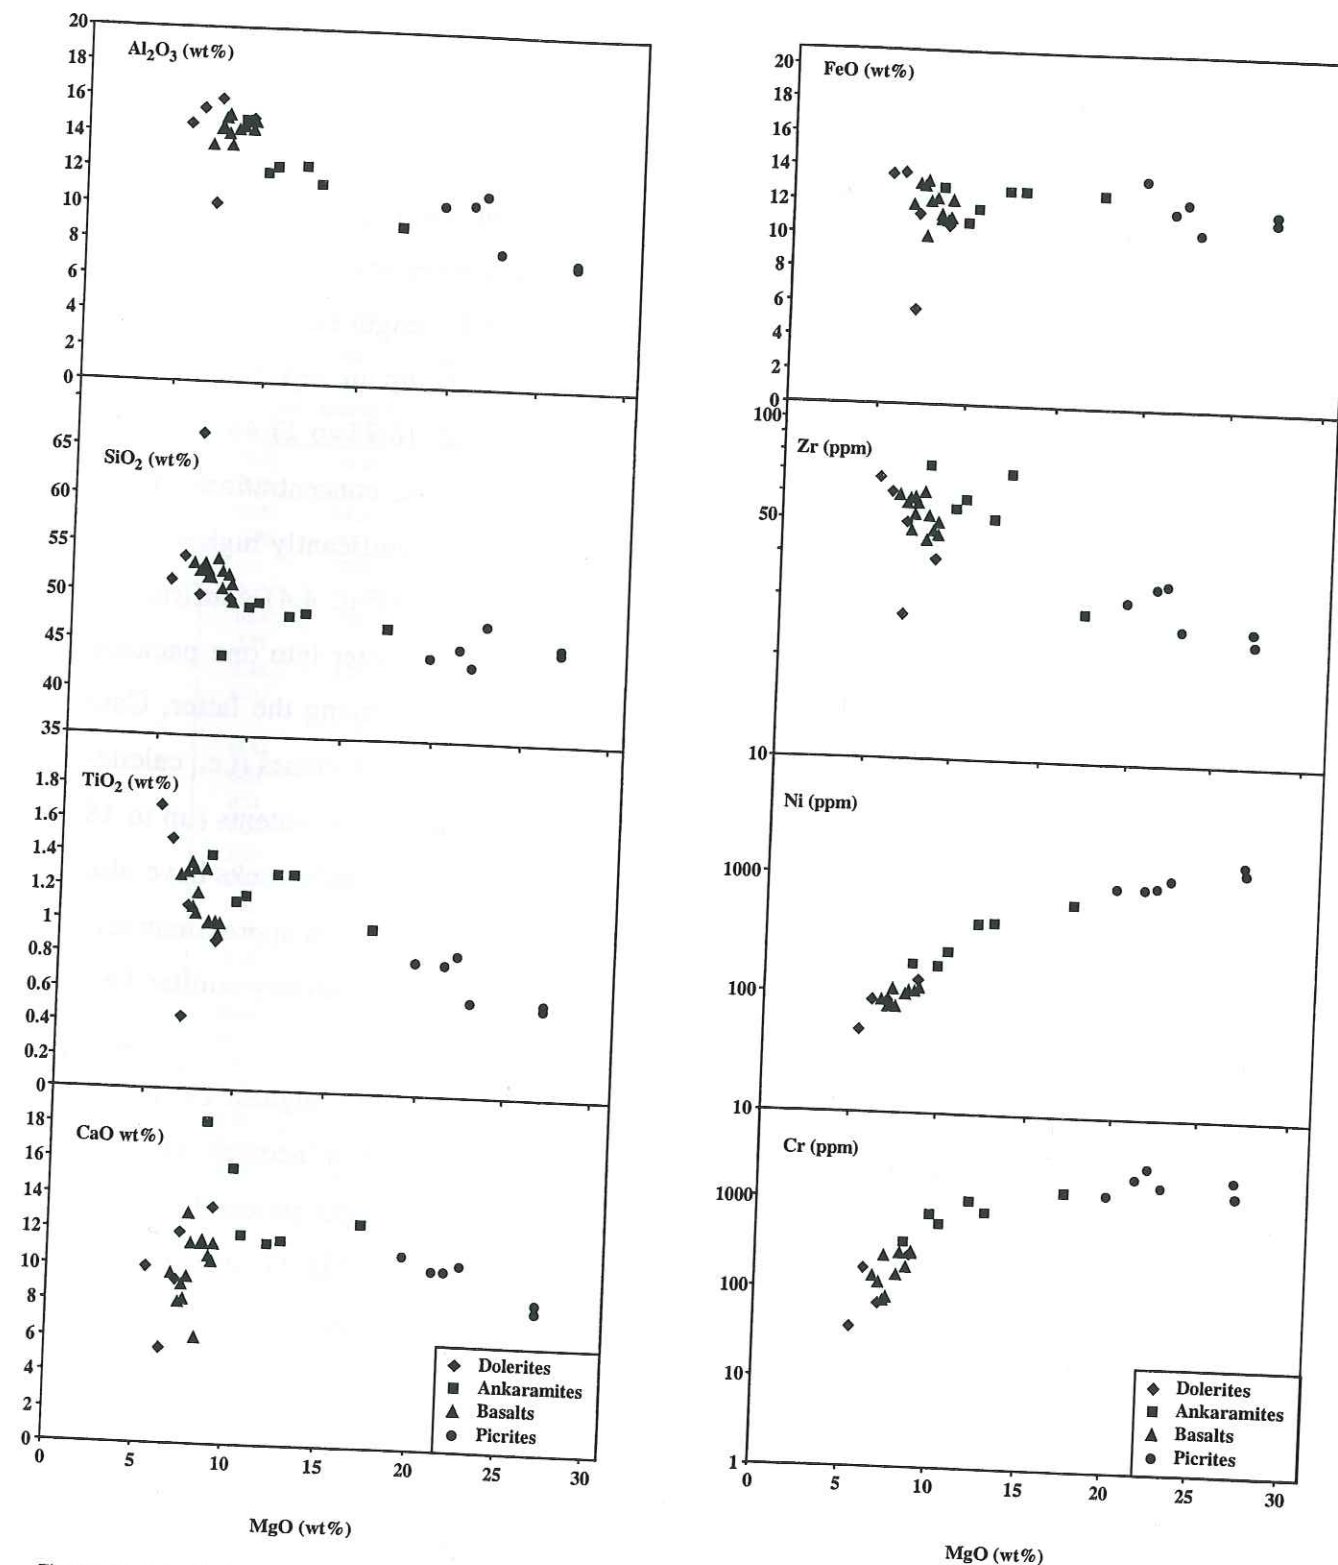 20
18
16
14
12
10
8
6
4
2
0
Al₂O₃ (wt%)
65
60
55
50
45
40
35
SiO₂ (wt%)
1.8
1.6
1.4
1.2
1
0.8
0.6
0.4
0.2
0
TiO₂ (wt%)
18
16
14
12
10
8
6
4
2
0
CaO wt%)
Dolerites
Ankaramites
Basalts
Picrites
0 5 10 15 20 25 30
MgO (wt%)
20
18
16
14
12
10
8
6
4
2
0
FeO (wt%)
100
50
10
Zr (ppm)
1000
100
10
Ni (ppm)
1000
100
10
1
Cr (ppm)
Dolerites
Ankaramites
Basalts
Picrites
0 5 10 15 20 25 30
MgO (wt%)